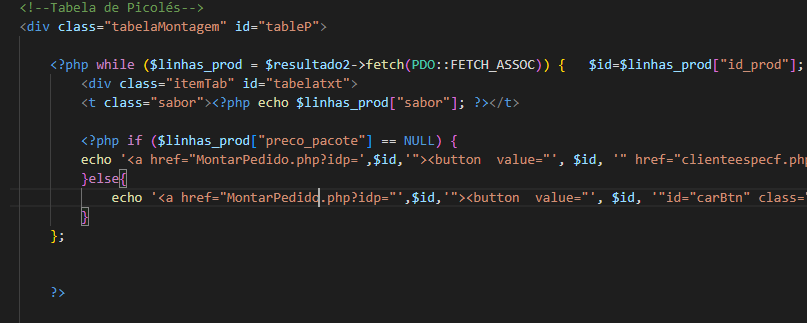 <!--Tabela de Picolés-->
<div class="tabelaMontagem" id="tableP">
<?php while ($linhas_prod = $resultado2->fetch(PDO::FETCH_ASSOC)) {   $id=$linhas_prod["id_prod"];
<div class="itemTab" id="tabelatxt">
<t class="sabor"><?php echo $linhas_prod["sabor"]; ?></t>
<?php if ($linhas_prod["preco_pacote"] == NULL) {
echo '<a href="MontarPedido.php?idp=',$id,'"><button  value="', $id, '" href="clienteespecf.php
}else{
echo '<a href="MontarPedido.php?idp="',$id,'"><button  value="', $id, '"id="carBtn" class="
}
};
?>